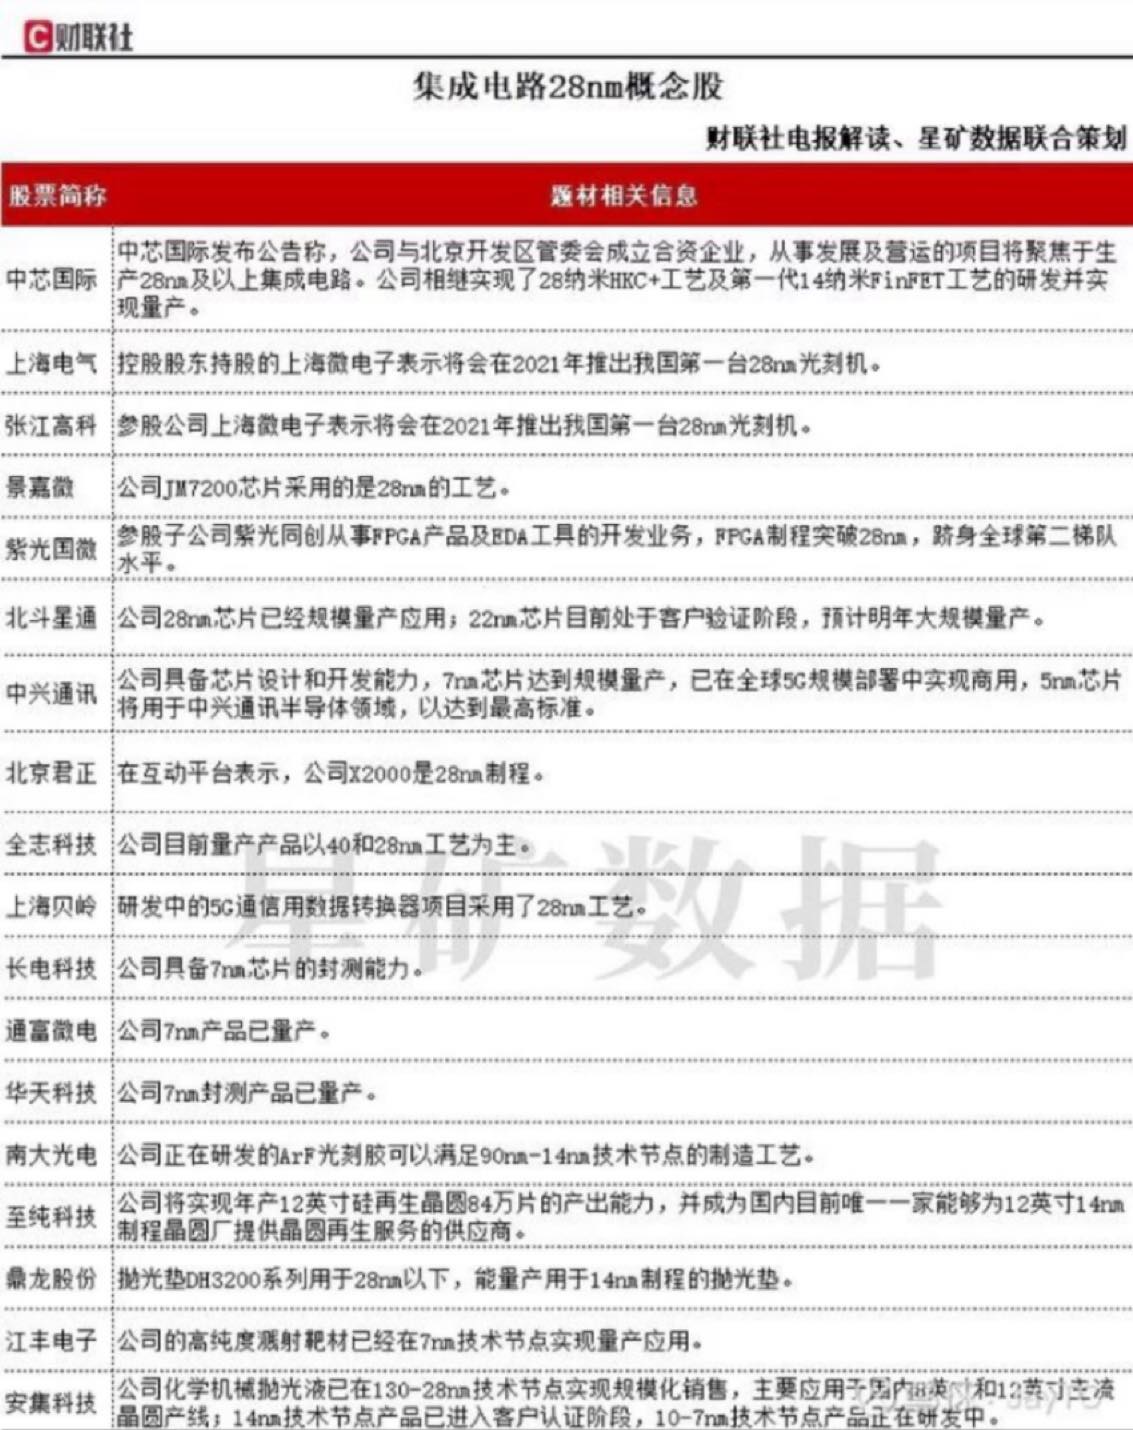 财联社
集成电路28nm概念股
财联社电报解读、星矿数据联合策划
股票简称 题材相关信息
中芯国际
中芯国际发布公告称，公司与北京开发区管委会成立合资企业，从事发展及营运的项目将聚焦于生
产28nm及以上集成电路。公司相继实现了28纳米HKC+工艺及第一代14纳米FinFET工艺的研发并实
现量产。
上海电气 控股股东持股的上海微电子表示将会在2021年推出我国第一台28nm光刻机。
张江高科 参股公司上海微电子表示将会在2021年推出我国第一台28nm光刻机。
景嘉微 公司JM7200芯片采用的是28nm的工艺。
紫光国微
参股子公司紫光同创从事FPGA产品及EDA工具的开发业务，FPGA制程突破28nm，跻身全球第二梯队
水平。
北斗星通 公司28nm芯片已经规模量产应用；22nm芯片目前处于客户验证阶段，预计明年大规模量产。
中兴通讯
公司具备芯片设计和开发能力，7nm芯片达到规模量产，已在全球5G规模部署中实现商用，5nm芯片
将用于中兴通讯半导体领域，以达到最高标准。
北京君正 在互动平台表示，公司X2000是28nm制程。
全志科技 公司目前量产产品以40和28nm工艺为主。
上海贝岭 研发中的5G通信用数据转换器项目采用了28nm工艺。
长电科技 公司具备7nm芯片的封测能力。
通富微电 公司7nm产品已量产。
华天科技 公司7nm封测产品已量产。
南大光电 公司正在研发的ArF光刻胶可以满足90nm-14nm技术节点的制造工艺。
至纯科技
公司将实现年产12英寸硅再生晶圆84万片的产出能力，并成为国内目前唯一一家能够为12英寸14nm
制程晶圆厂提供晶圆再生服务的供应商。
鼎龙股份 抛光垫DH3200系列用于28nm以下，能量产用于14nm制程的抛光垫。
江丰电子 公司的高纯度溅射靶材已经在7nm技术节点实现量产应用。
安集科技
公司化学机械抛光液已在130-28nm技术节点实现规模化销售，主要应用于国内8英寸和12英寸主流
晶圆产线；14nm技术节点产品已进入客户认证阶段，10-7nm技术节点产品正在研发中。
星矿数据